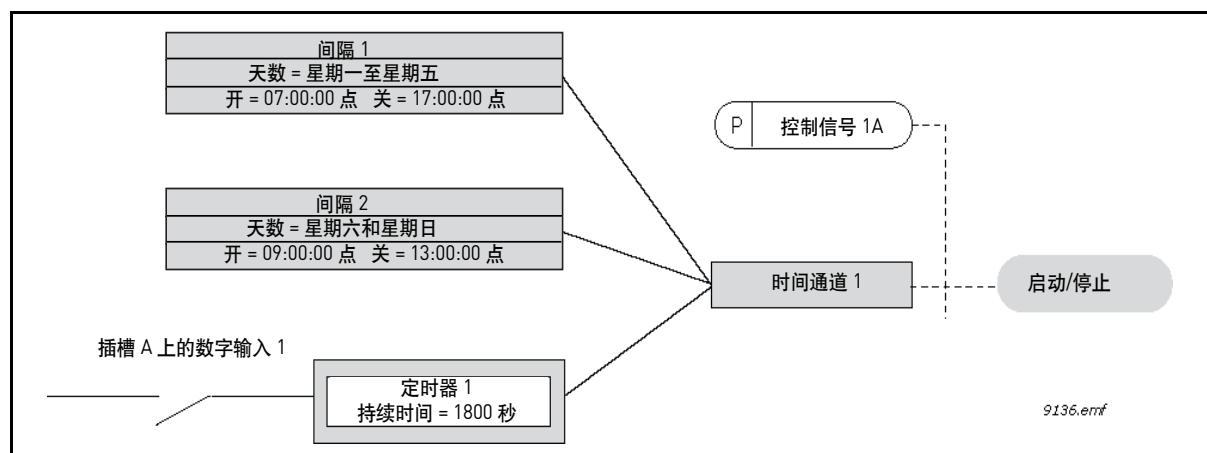 间隔 1
天数 = 星期一至星期五
开 = 07:00:00 点 关 = 17:00:00 点
P 控制信号 1A
间隔 2
天数 = 星期六和星期日
开 = 09:00:00 点 关 = 13:00:00 点
时间通道 1
启动/停止
插槽 A 上的数字输入 1
定时器 1
持续时间 = 1800 秒
9136.emf